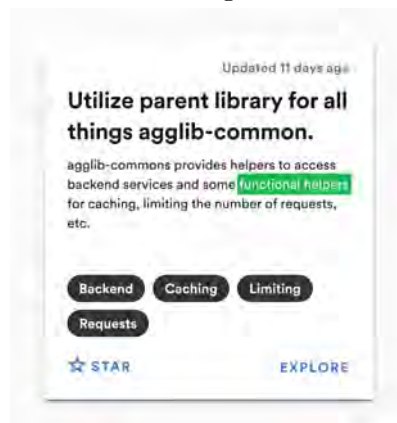 Updated 11 days ago
Utilize parent library for all
things agglib-common.
agglib-commons provides helpers to access
backend services and some functional helpers
for caching, limiting the number of requests,
etc.
Backend Caching Limiting
Requests
☆ STAR EXPLORE